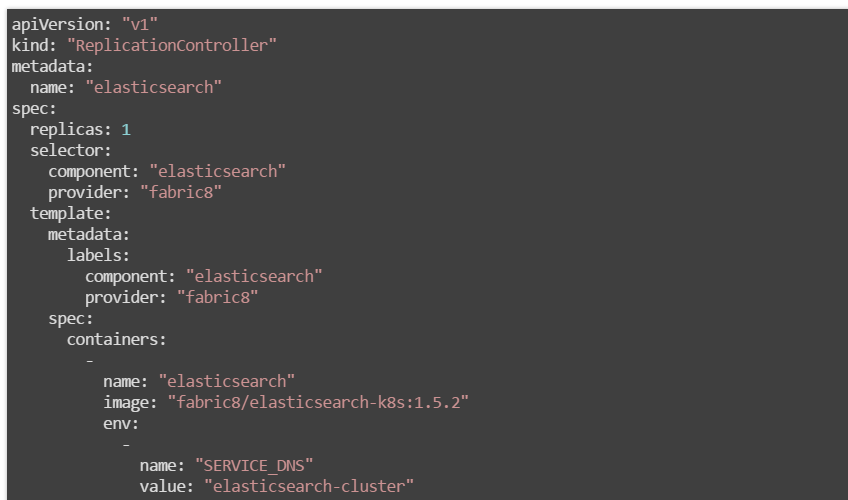 apiVersion: "v1"
kind: "ReplicationController"
metadata:
  name: "elasticsearch"
spec:
  replicas: 1
  selector:
    component: "elasticsearch"
    provider: "fabric8"
  template:
    metadata:
      labels:
        component: "elasticsearch"
        provider: "fabric8"
    spec:
      containers:
        -
          name: "elasticsearch"
          image: "fabric8/elasticsearch-k8s:1.5.2"
          env:
            -
              name: "SERVICE_DNS"
              value: "elasticsearch-cluster"